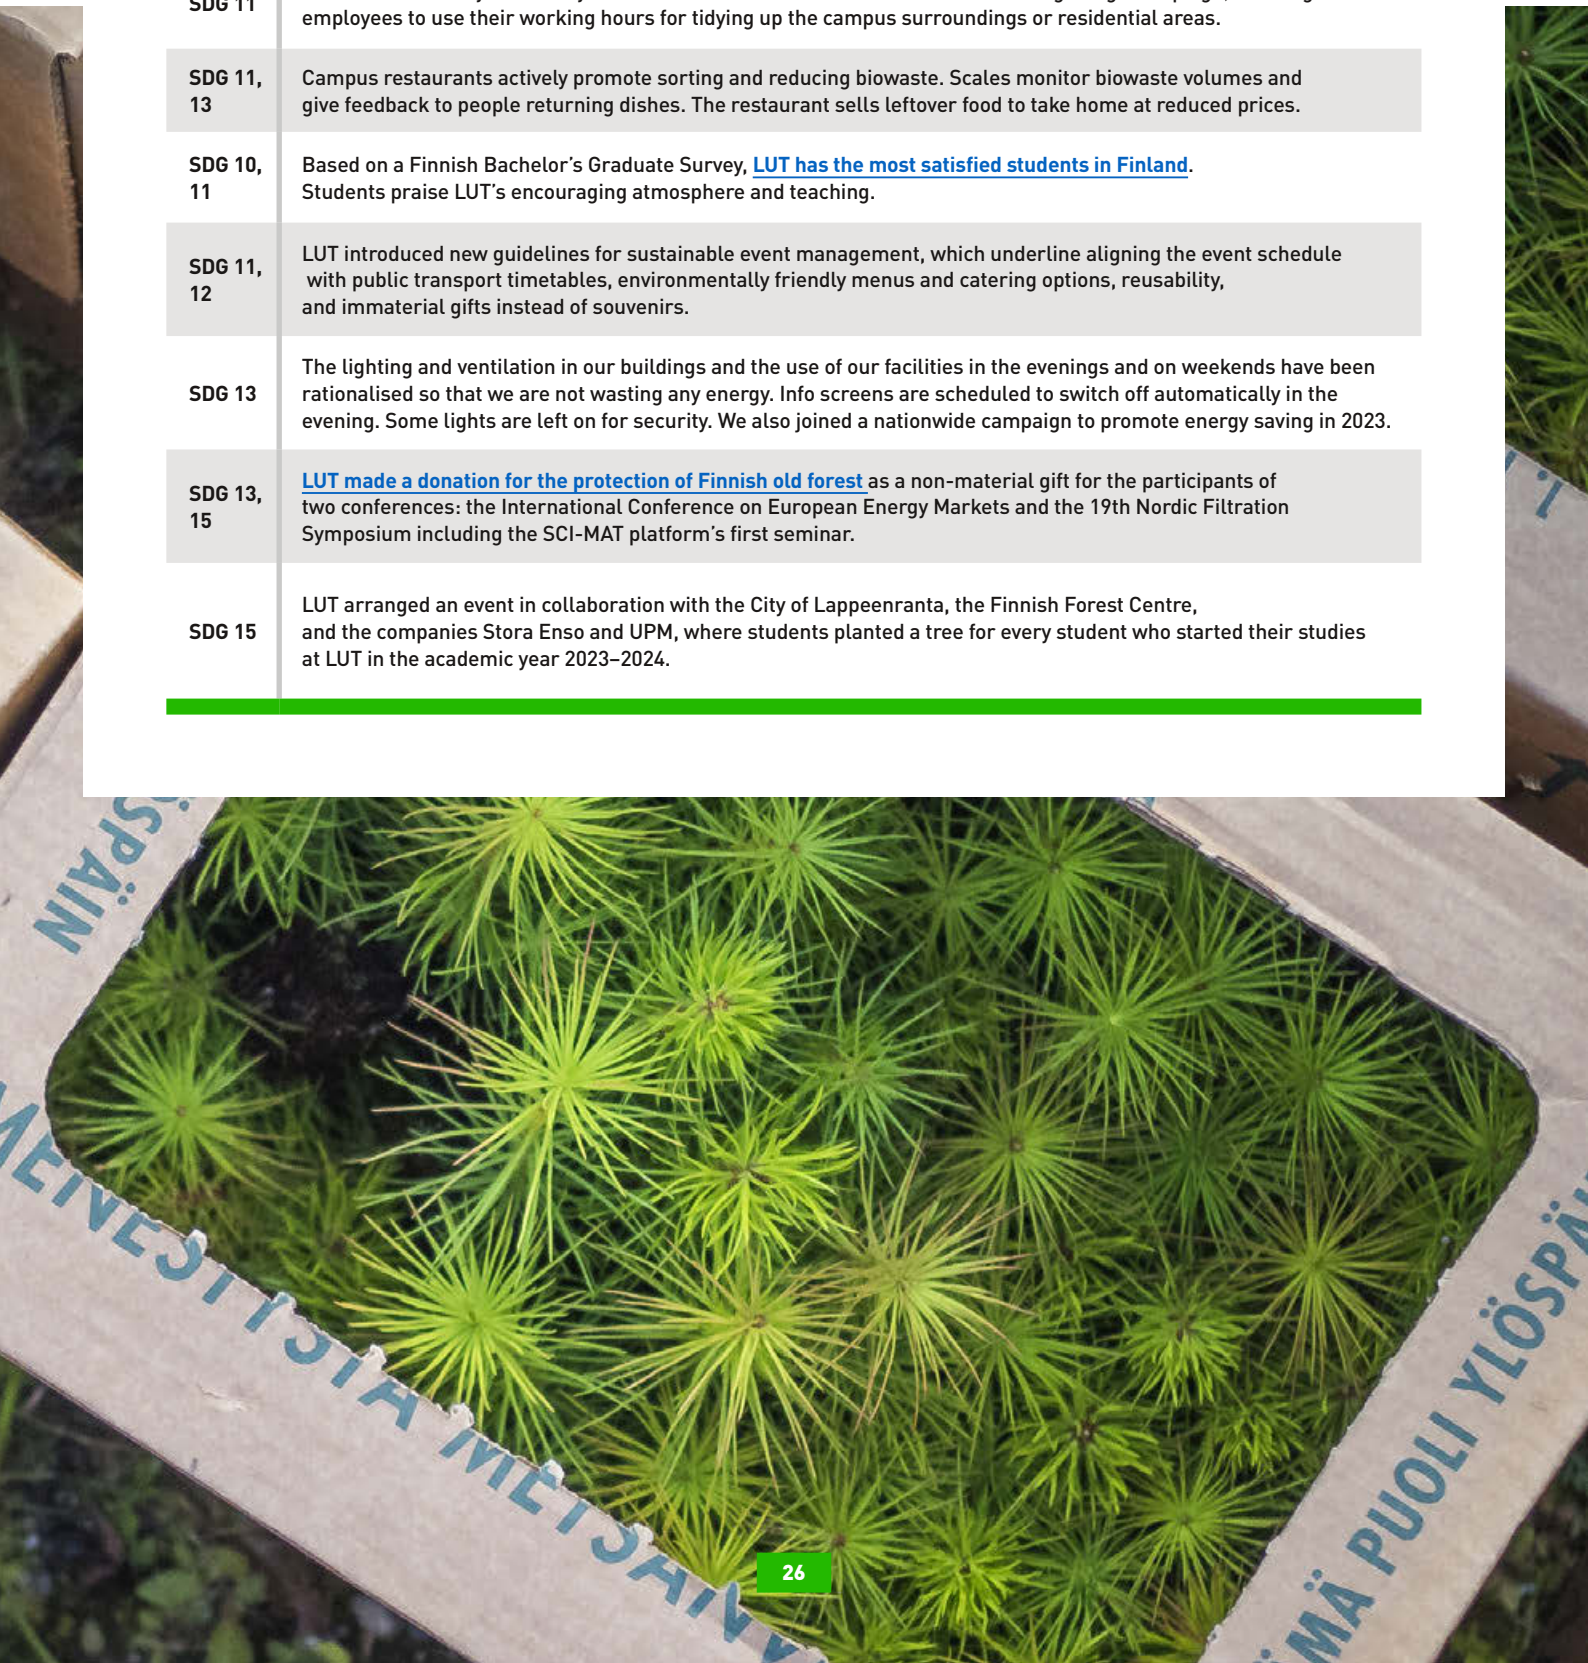 SDG 11
employees to use their working hours for tidying up the campus surroundings or residential areas.
SDG 11,
13
Campus restaurants actively promote sorting and reducing biowaste. Scales monitor biowaste volumes and
give feedback to people returning dishes. The restaurant sells leftover food to take home at reduced prices.
SDG 10,
11
Based on a Finnish Bachelor’s Graduate Survey, LUT has the most satisfied students in Finland.
Students praise LUT’s encouraging atmosphere and teaching.
SDG 11,
12
LUT introduced new guidelines for sustainable event management, which underline aligning the event schedule
with public transport timetables, environmentally friendly menus and catering options, reusability,
and immaterial gifts instead of souvenirs.
SDG 13
The lighting and ventilation in our buildings and the use of our facilities in the evenings and on weekends have been
rationalised so that we are not wasting any energy. Info screens are scheduled to switch off automatically in the
evening. Some lights are left on for security. We also joined a nationwide campaign to promote energy saving in 2023.
SDG 13,
15
LUT made a donation for the protection of Finnish old forest as a non-material gift for the participants of
two conferences: the International Conference on European Energy Markets and the 19th Nordic Filtration
Symposium including the SCI-MAT platform’s first seminar.
SDG 15
LUT arranged an event in collaboration with the City of Lappeenranta, the Finnish Forest Centre,
and the companies Stora Enso and UPM, where students planted a tree for every student who started their studies
at LUT in the academic year 2023–2024.
ÖSPÄIN
MENESTYSTÄ METSÄN
ÄMÄ PUOLI YLÖSPÄI
26